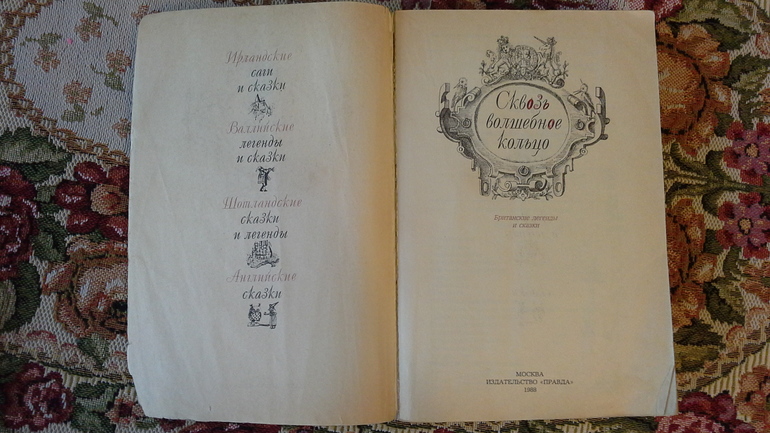 Ирландские
саги
и сказки
Валлийские
легенды
и сказки
Шотландские
сказки
и легенды
Английские
сказки
Сквозь
волшебное
кольцо
Британские легенды
и сказки
МОСКВА
ИЗДАТЕЛЬСТВО «ПРАВДА»
1988